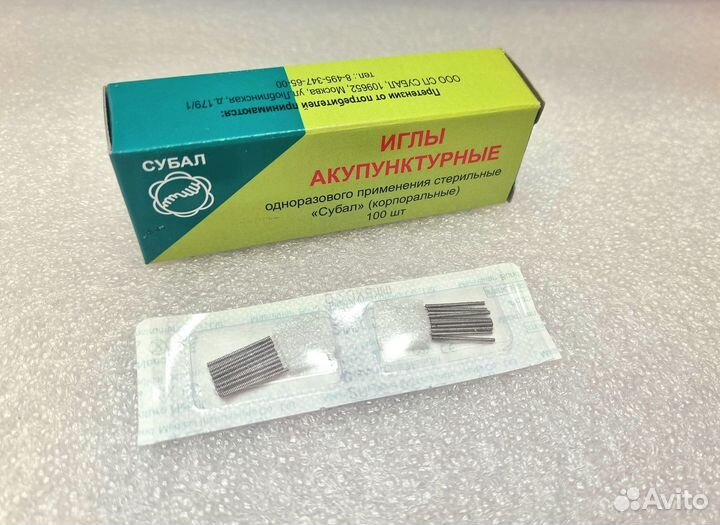 Претензии от потребителей принимаются:
ООО СП СУБАЛ, 109652, Москва, ул. Люблинская, д.179/1
тел.: 8-495-347-65-00
СУБАЛ
ИГЛЫ
АКУПУНКТУРНЫЕ
одноразового применения стерильные
«Субал» (корпоральные)
100 шт
Avito